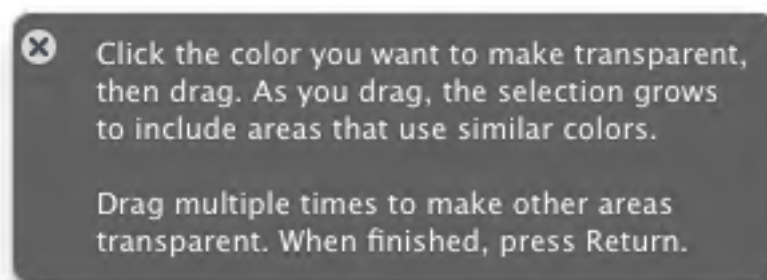 Click the color you want to make transparent,
then drag. As you drag, the selection grows
to include areas that use similar colors.
Drag multiple times to make other areas
transparent. When finished, press Return.